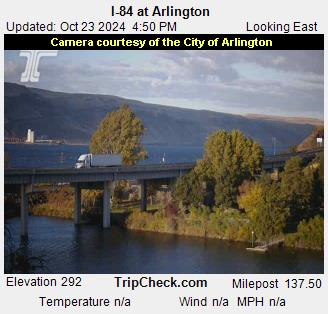 I-84 at Arlington
Updated: Oct 23 2024 4:50 PM Looking East
Camera courtesy of the City of Arlington
Elevation 292 TripCheck.com Milepost 137.50
Temperature n/a Wind n/a MPH n/a